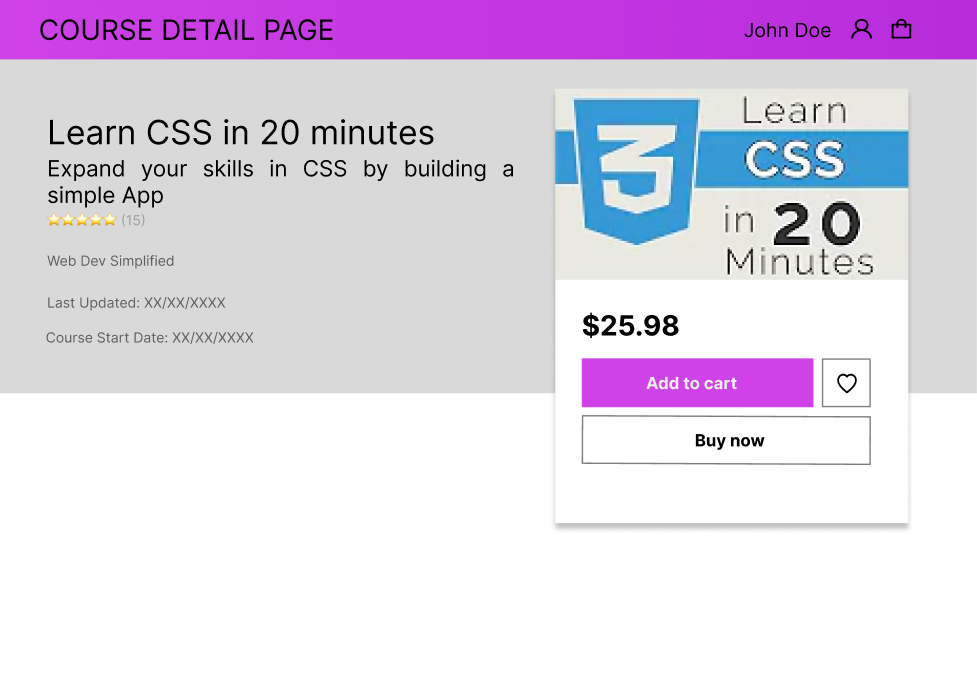 COURSE DETAIL PAGE
John Doe
Learn CSS in 20 minutes
Expand your skills in CSS by building a
simple App
(15)
Web Dev Simplified
Last Updated: XX/XX/XXXX
Course Start Date: XX/XX/XXXX
3
Learn
CSS
in 20
Minutes
$25.98
Add to cart
Buy now